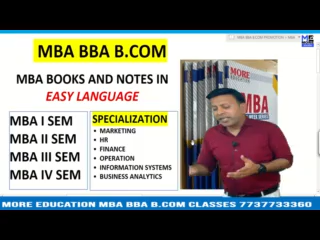 MBA BBA B.COM
MBA BOOKS AND NOTES IN
EASY LANGUAGE
MBA I SEM
MBA II SEM
MBA III SEM
MBA IV SEM
SPECIALIZATION
• MARKETING
• HR
• FINANCE
• OPERATION
• INFORMATION SYSTEMS
• BUSINESS ANALYTICS
MORE
EDUCATION
MBA
MORE EDUCATION MBA BBA B.COM CLASSES 7737733360